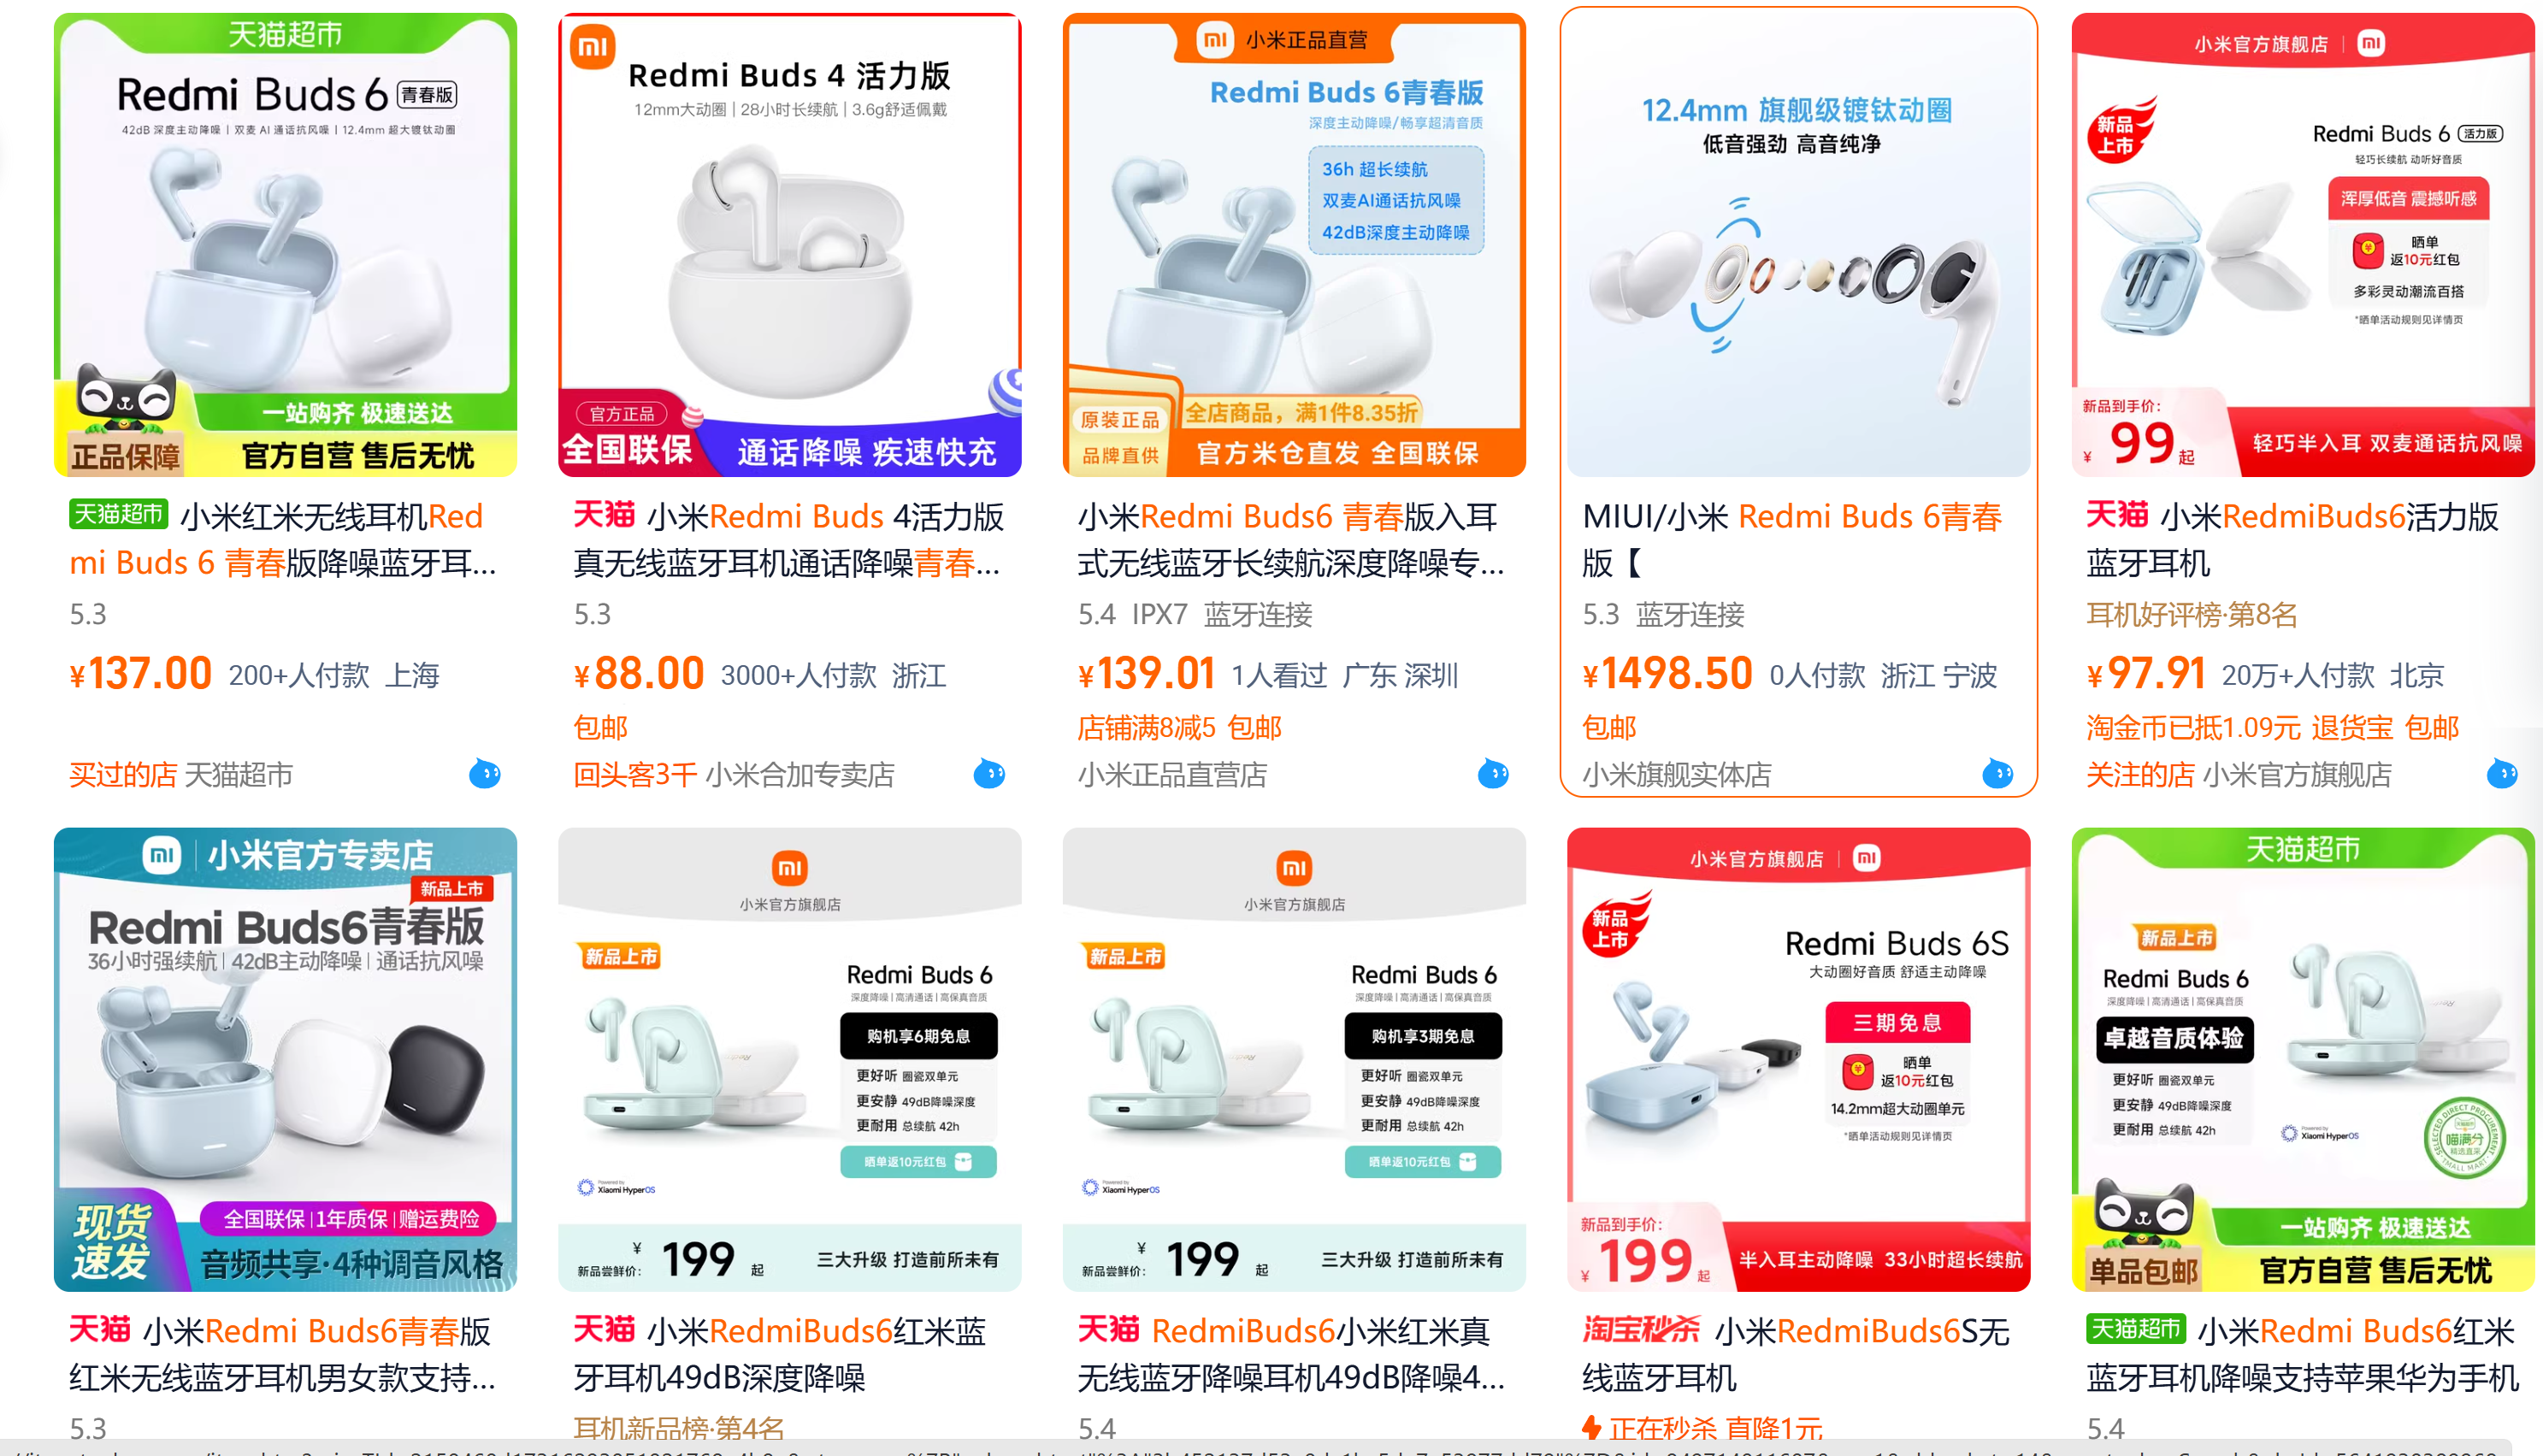 天猫超市
Redmi Buds 6 青春版
42dB 深度主动降噪 | 双麦 AI 通话抗风噪 | 12.4mm 超大镀钛动圈
一站购齐 极速送达
正品保障 官方自营 售后无忧
天猫超市 小米红米无线耳机Red
mi Buds 6 青春版降噪蓝牙耳...
5.3
¥137.00 200+人付款 上海
买过的店 天猫超市
Redmi Buds 4 活力版
12mm大动圈 | 28小时长续航 | 3.6g舒适佩戴
官方正品
全国联保 通话降噪 疾速快充
天猫 小米Redmi Buds 4活力版
真无线蓝牙耳机通话降噪青春...
5.3
¥88.00 3000+人付款 浙江
包邮
回头客3千 小米合加专卖店
小米正品直营
Redmi Buds 6青春版
深度主动降噪/畅享超清音质
36h 超长续航
双麦AI通话抗风噪
42dB深度主动降噪
原装正品 全店商品，满1件8.35折
品牌直供 官方米仓直发 全国联保
小米Redmi Buds6 青春版入耳
式无线蓝牙长续航深度降噪专...
5.4 IPX7 蓝牙连接
¥139.01 1人看过 广东 深圳
店铺满8减5 包邮
小米正品直营店
12.4mm 旗舰级镀钛动圈
低音强劲 高音纯净
MIUI/小米 Redmi Buds 6青春
版【
5.3 蓝牙连接
¥1498.50 0人付款 浙江 宁波
包邮
小米旗舰实体店
小米官方旗舰店
新品
上市
Redmi Buds 6 活力版
轻巧长续航 动听好音质
浑厚低音 震撼听感
晒单
返10元红包
多彩灵动潮流百搭
*晒单活动规则见详情页
新品到手价：
¥ 99 起 轻巧半入耳 双麦通话抗风噪
天猫 小米RedmiBuds6活力版
蓝牙耳机
耳机好评榜·第8名
¥97.91 20万+人付款 北京
淘金币已抵1.09元 退货宝 包邮
关注的店 小米官方旗舰店
小米官方专卖店
新品上市
Redmi Buds6青春版
36小时强续航 | 42dB主动降噪 | 通话抗风噪
现货
速发
全国联保 | 1年质保 | 赠运费险
音频共享·4种调音风格
天猫 小米Redmi Buds6青春版
红米无线蓝牙耳机男女款支持...
5.3
小米官方旗舰店
新品上市
Redmi Buds 6
深度降噪 | 高清通话 | 高保真音质
购机享6期免息
更好听 圈瓷双单元
更安静 49dB降噪深度
更耐用 总续航 42h
晒单返10元红包
Powered by
Xiaomi HyperOS
新品尝鲜价： ¥ 199 起 三大升级 打造前所未有
天猫 小米RedmiBuds6红米蓝
牙耳机49dB深度降噪
耳机新品榜·第4名
小米官方旗舰店
新品上市
Redmi Buds 6
深度降噪 | 高清通话 | 高保真音质
购机享3期免息
更好听 圈瓷双单元
更安静 49dB降噪深度
更耐用 总续航 42h
晒单返10元红包
Powered by
Xiaomi HyperOS
新品尝鲜价： ¥ 199 起 三大升级 打造前所未有
天猫 RedmiBuds6小米红米真
无线蓝牙降噪耳机49dB降噪4...
5.4
小米官方旗舰店
新品
上市
Redmi Buds 6S
大动圈好音质 舒适主动降噪
三期免息
晒单
返10元红包
14.2mm超大动圈单元
*晒单活动规则见详情页
新品到手价：
¥ 199 起 半入耳主动降噪 33小时超长续航
淘宝秒杀 小米RedmiBuds6S无
线蓝牙耳机
正在秒杀 直降1元
天猫超市
新品上市
Redmi Buds 6
深度降噪 | 高清通话 | 高保真音质
卓越音质体验
更好听 圈瓷双单元
更安静 49dB降噪深度
更耐用 总续航 42h
Powered by
Xiaomi HyperOS
SELECTED DIRECT PROCUREMENT
喵满分
精选直采
TMALL MART
一站购齐 极速送达
单品包邮 官方自营 售后无忧
天猫超市 小米Redmi Buds6红米
蓝牙耳机降噪支持苹果华为手机
5.4